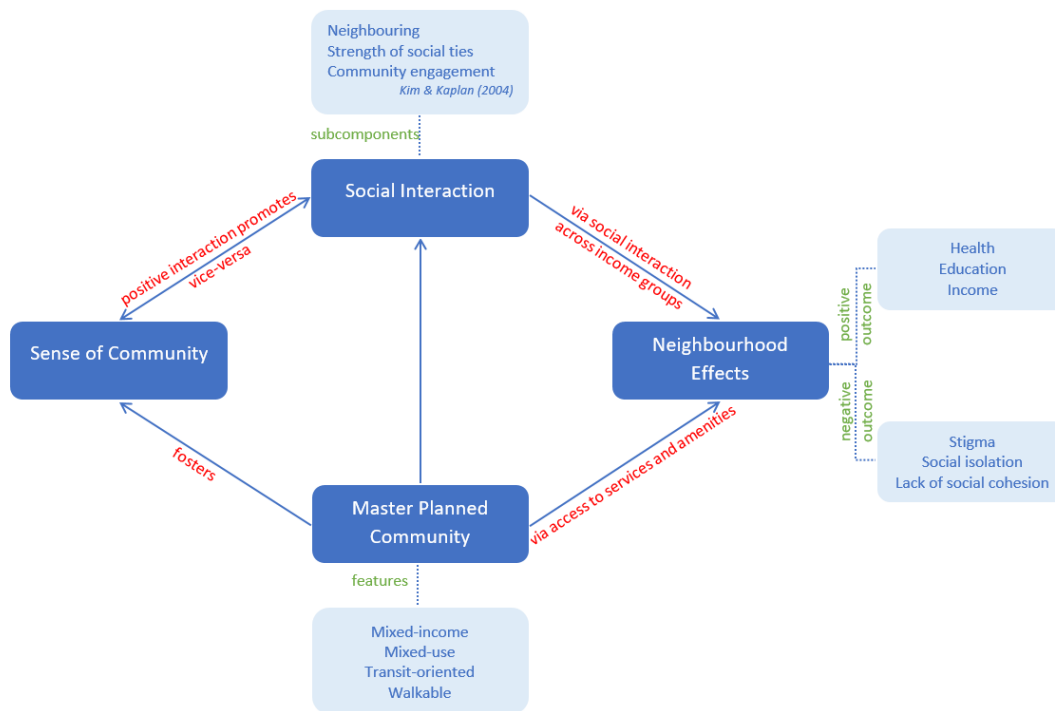 Neighbouring
Strength of social ties
Community engagement
Kim & Kaplan (2004)
subcomponents
Social Interaction
positive interaction promotes
vice-versa
via social interaction
across income groups
Health
Education
Income
positive
outcome
Sense of Community
Neighbourhood
Effects
negative
outcome
Stigma
Social isolation
Lack of social cohesion
fosters
via access to services and amenities
Master Planned
Community
features
Mixed-income
Mixed-use
Transit-oriented
Walkable